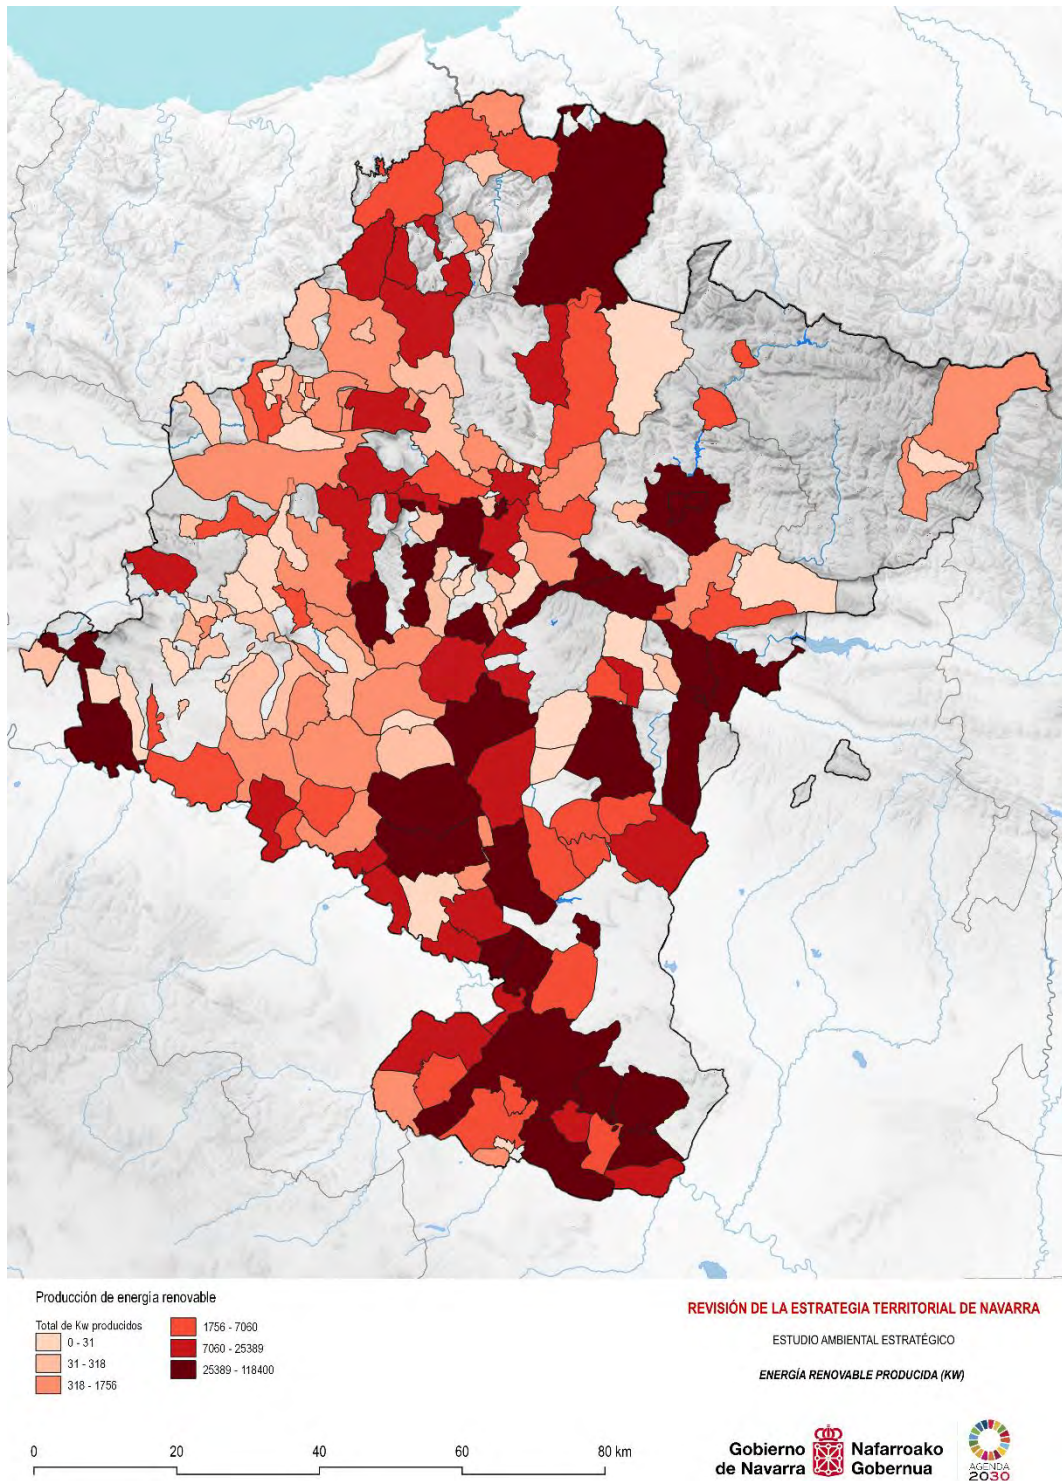 Producción de energía renovable
Total de Kw producidos
0 - 31
31 - 318
318 - 1756
1756 - 7060
7060 - 25389
25389 - 118400
REVISIÓN DE LA ESTRATEGIA TERRITORIAL DE NAVARRA
ESTUDIO AMBIENTAL ESTRATÉGICO
ENERGÍA RENOVABLE PRODUCIDA (KW)
0 20 40 60 80 km
Gobierno de Navarra
Nafarroako Gobernua
AGENDA
2030